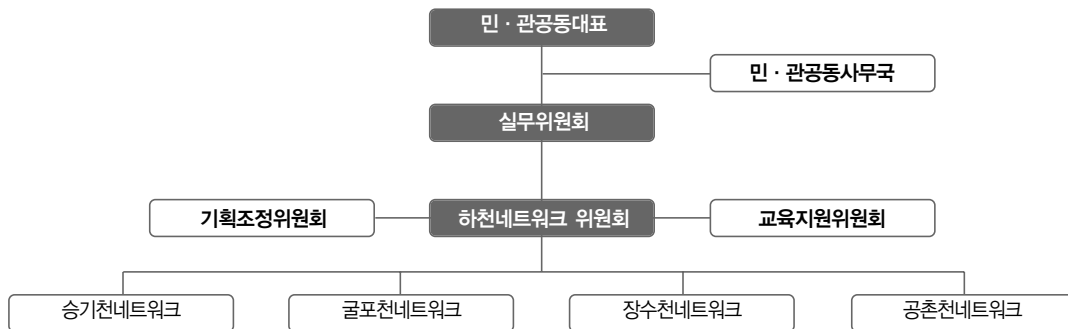 민·관공동대표
민·관공동사무국
실무위원회
기획조정위원회
하천네트워크 위원회
교육지원위원회
승기천네트워크
굴포천네트워크
장수천네트워크
공촌천네트워크